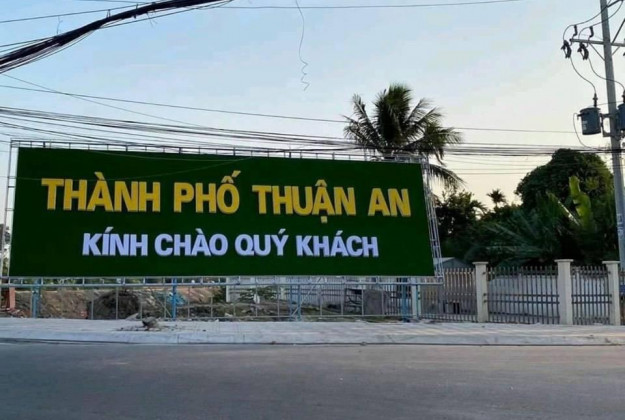 THÀNH PHỐ THUẬN AN
KÍNH CHÀO QUÝ KHÁCH